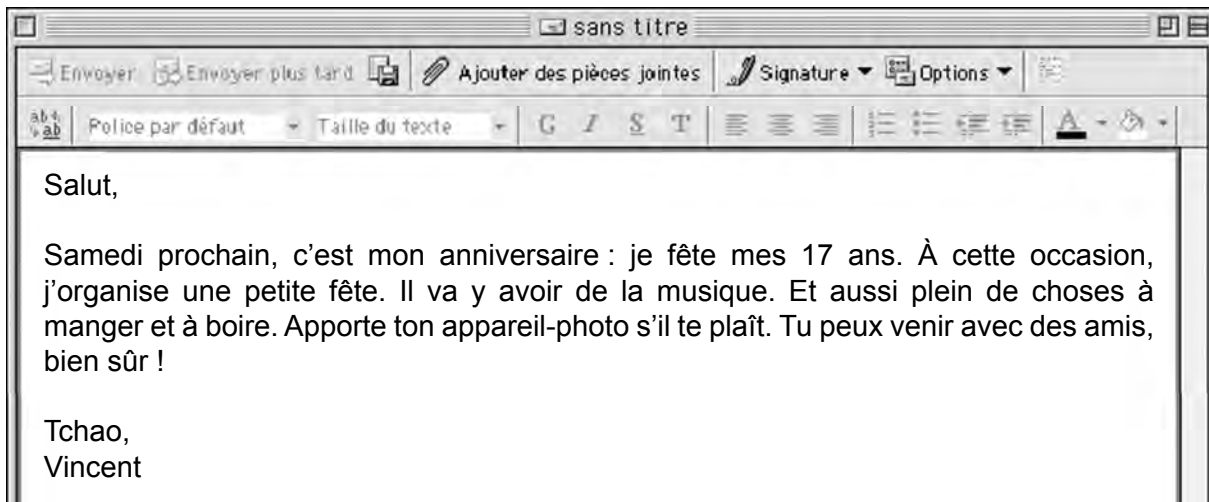 sans titre
Envoyer Envoyer plus tard Ajouter des pièces jointes Signature Options
Police par défaut Taille du texte G I S T A
Salut,
Samedi prochain, c’est mon anniversaire : je fête mes 17 ans. À cette occasion,
j’organise une petite fête. Il va y avoir de la musique. Et aussi plein de choses à
manger et à boire. Apporte ton appareil-photo s’il te plaît. Tu peux venir avec des amis,
bien sûr !
Tchao,
Vincent